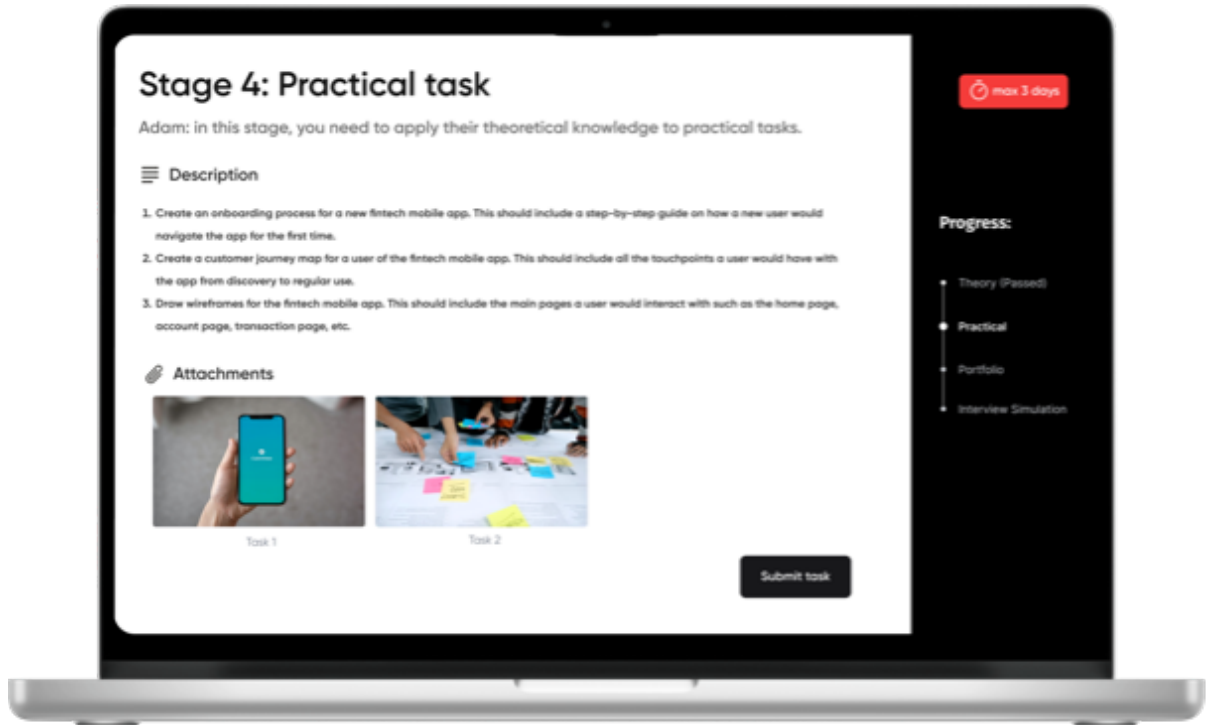 Stage 4: Practical task
Adam: in this stage, you need to apply their theoretical knowledge to practical tasks.
Description
1. Create an onboarding process for a new fintech mobile app. This should include a step-by-step guide on how a new user would
navigate the app for the first time.
2. Create a customer journey map for a user of the fintech mobile app. This should include all the touchpoints a user would have with
the app from discovery to regular use.
3. Draw wireframes for the fintech mobile app. This should include the main pages a user would interact with such as the home page,
account page, transaction page, etc.
Attachments
Task 1
Task 2
Submit task
max 3 days
Progress:
Theory (Passed)
Practical
Portfolio
Interview Simulation